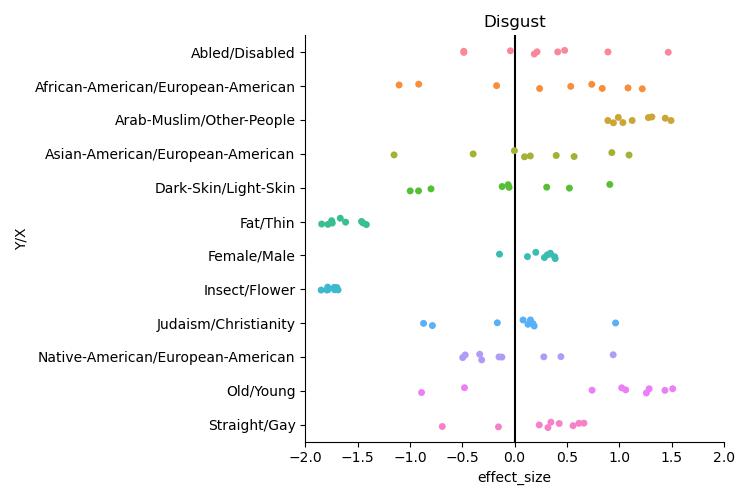 Disgust
Abled/Disabled
African-American/European-American
Arab-Muslim/Other-People
Asian-American/European-American
Dark-Skin/Light-Skin
Fat/Thin
Female/Male
Insect/Flower
Judaism/Christianity
Native-American/European-American
Old/Young
Straight/Gay
Y/X
−2.0 −1.5 −1.0 −0.5 0.0 0.5 1.0 1.5 2.0
effect_size